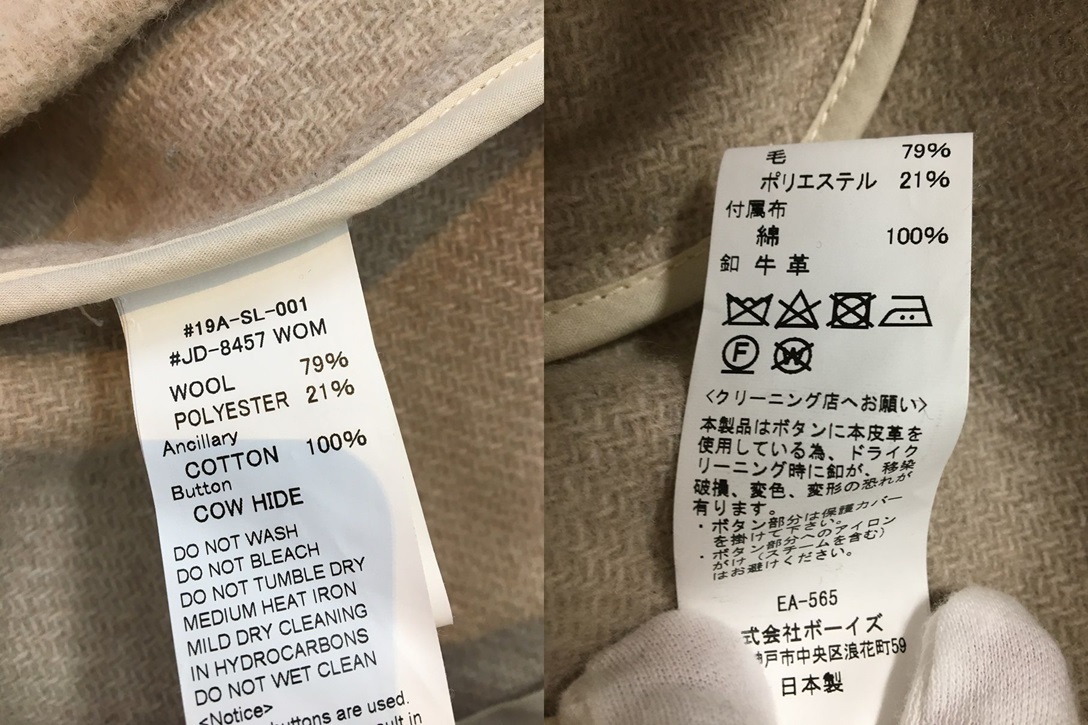 #19A-SL-001
#JD-8457 WOM
WOOL 79%
POLYESTER 21%
Ancillary
COTTON 100%
Button
COW HIDE
DO NOT WASH
DO NOT BLEACH
DO NOT TUMBLE DRY
MEDIUM HEAT IRON
MILD DRY CLEANING
IN HYDROCARBONS
DO NOT WET CLEAN
<Notice>
buttons are used.
in
毛 79%
ポリエステル 21%
付属布
綿 100%
釦 牛 革
F W
<クリーニング店へお願い>
本製品はボタンに本皮革を
使用している為、ドライク
リーニング時に釦が、移染
破損、変色、変形の恐れが
有ります。
・ボタン部分は保護カバー
を掛けて下さい。
・ボタン部分へのアイロン
がけ（スチームを含む）
はお避けください。
EA-565
式会社ボーイズ
戸市中央区浪花町59
日本製